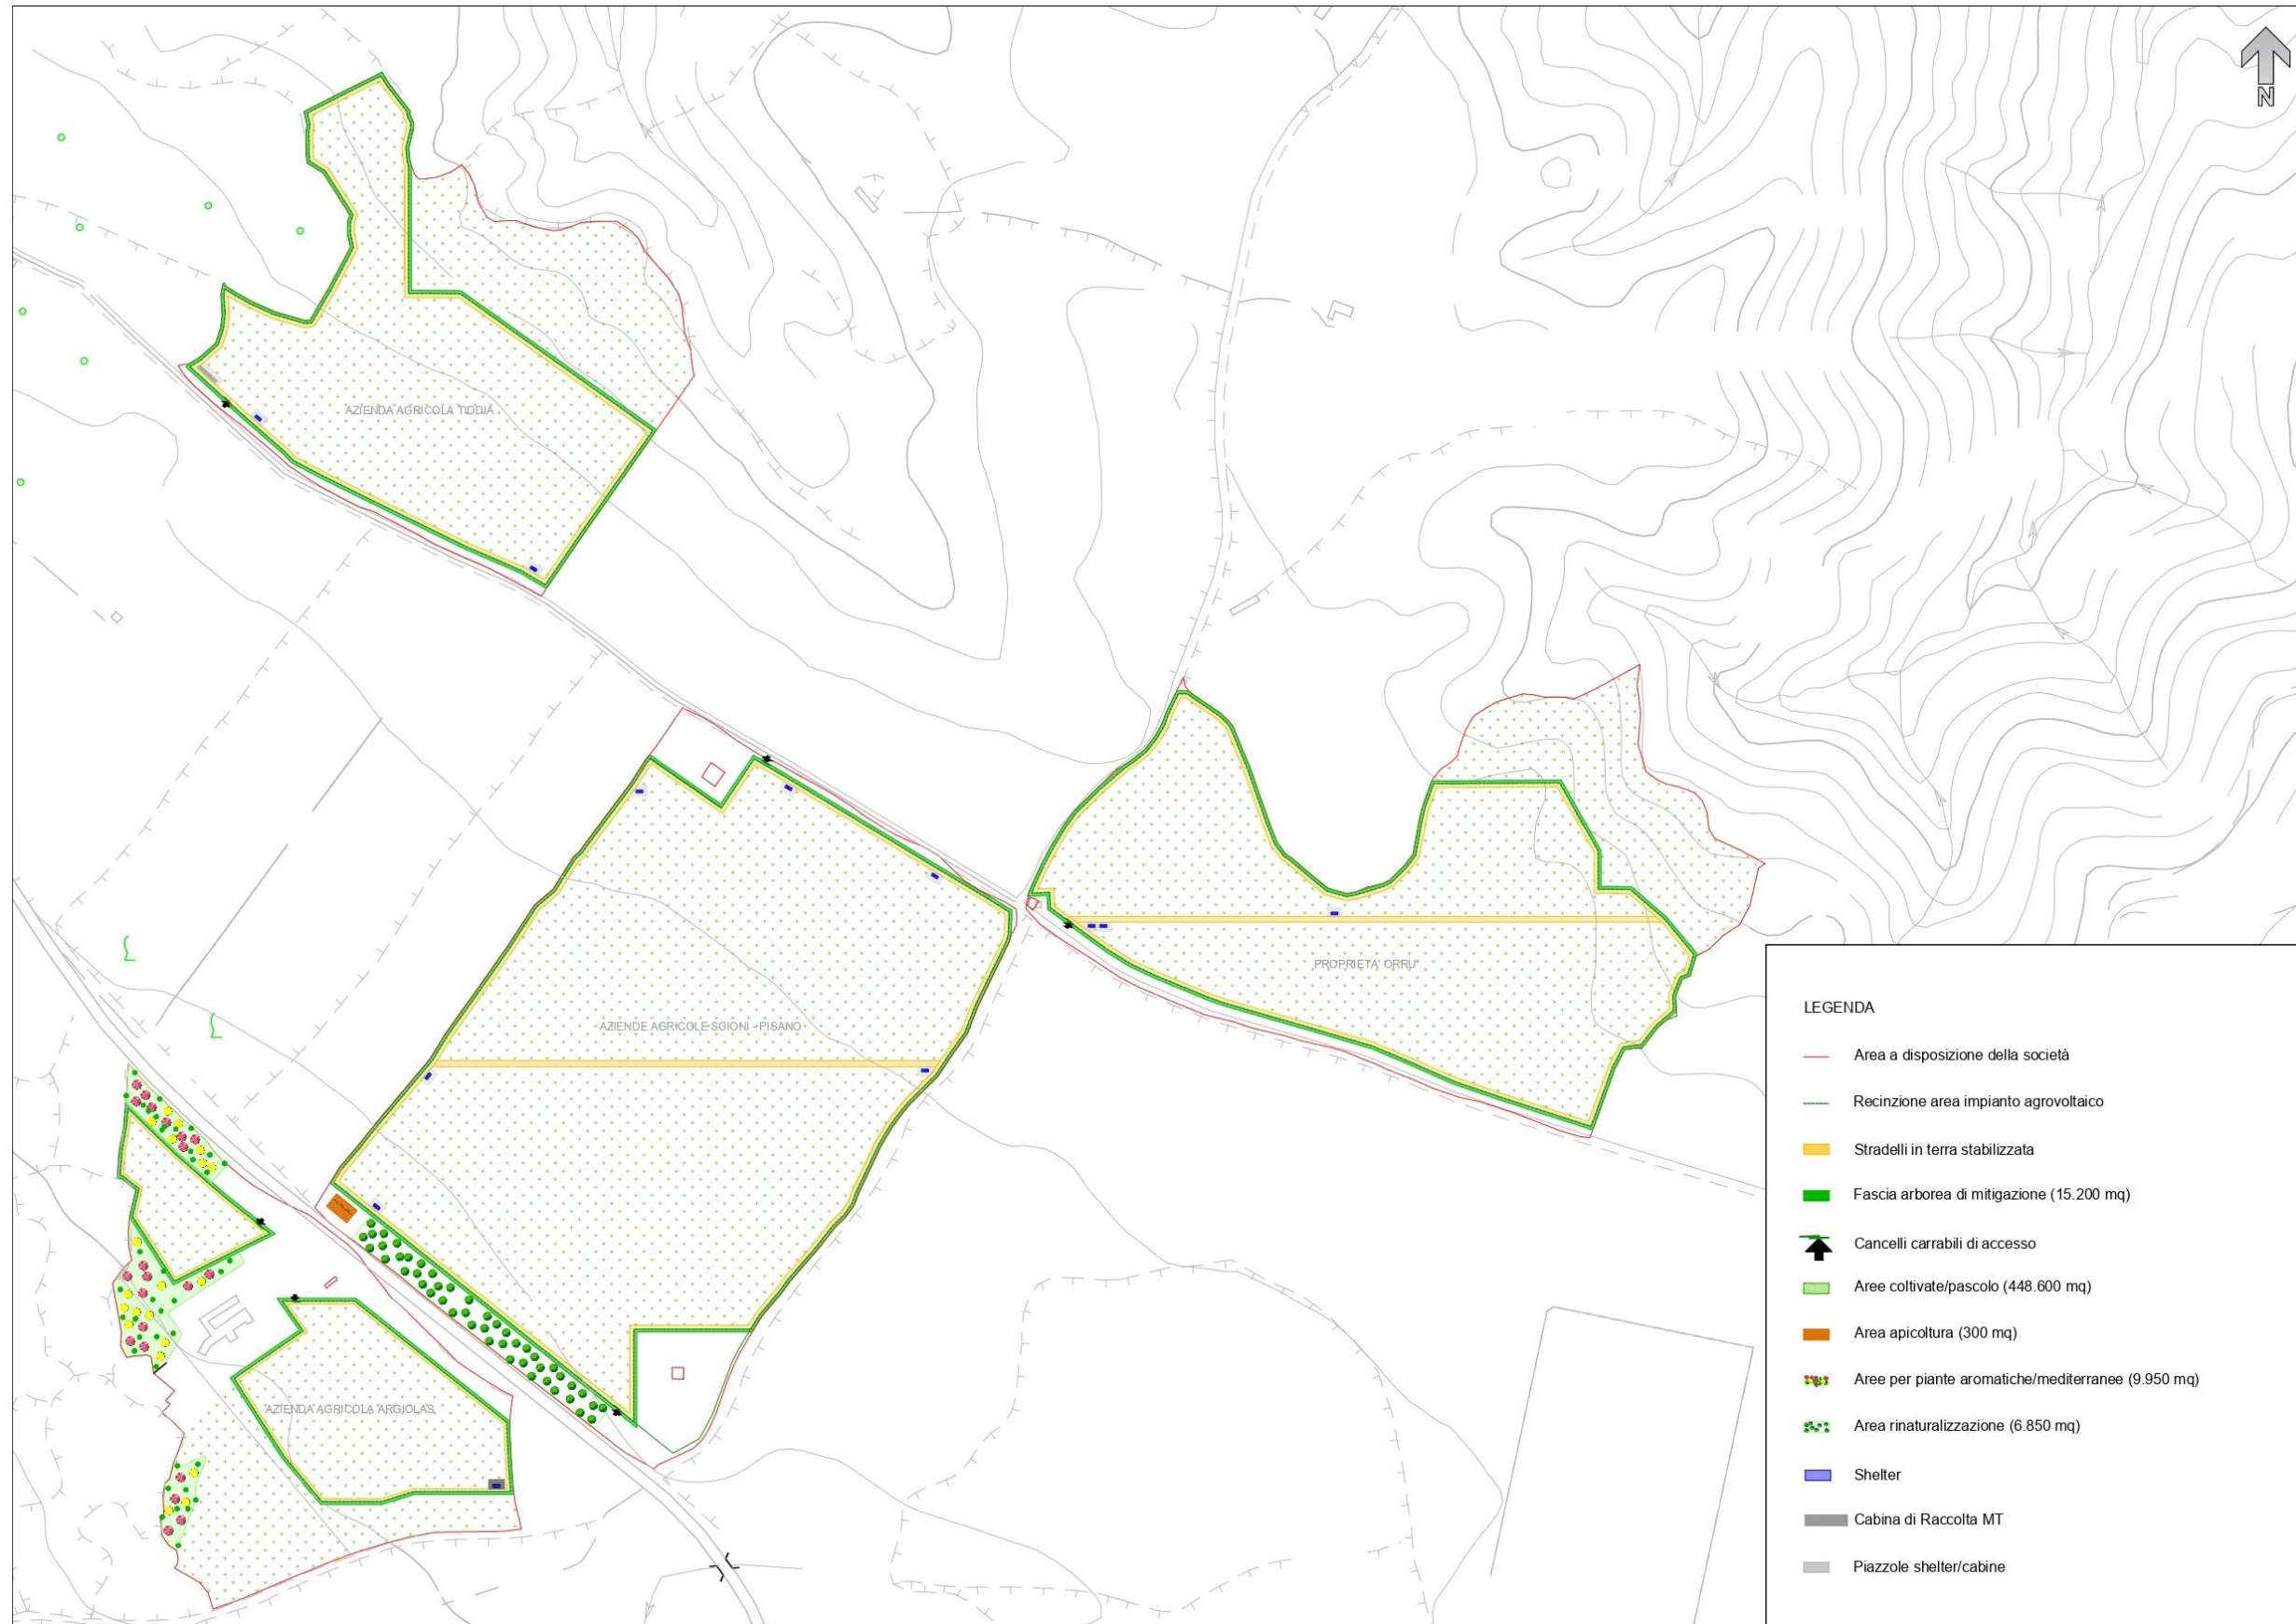 N
AZIENDA AGRICOLA TIDDIA
AZIENDE AGRICOLE SCIONI - PISANO
PROPRIETA' ORRU'
AZIENDA AGRICOLA ARGIOLAS
LEGENDA
Area a disposizione della società
Recinzione area impianto agrovoltaico
Stradelli in terra stabilizzata
Fascia arborea di mitigazione (15.200 mq)
Cancelli carrabili di accesso
Aree coltivate/pascolo (448.600 mq)
Area apicoltura (300 mq)
Aree per piante aromatiche/mediterranee (9.950 mq)
Area rinaturalizzazione (6.850 mq)
Shelter
Cabina di Raccolta MT
Piazzole shelter/cabine